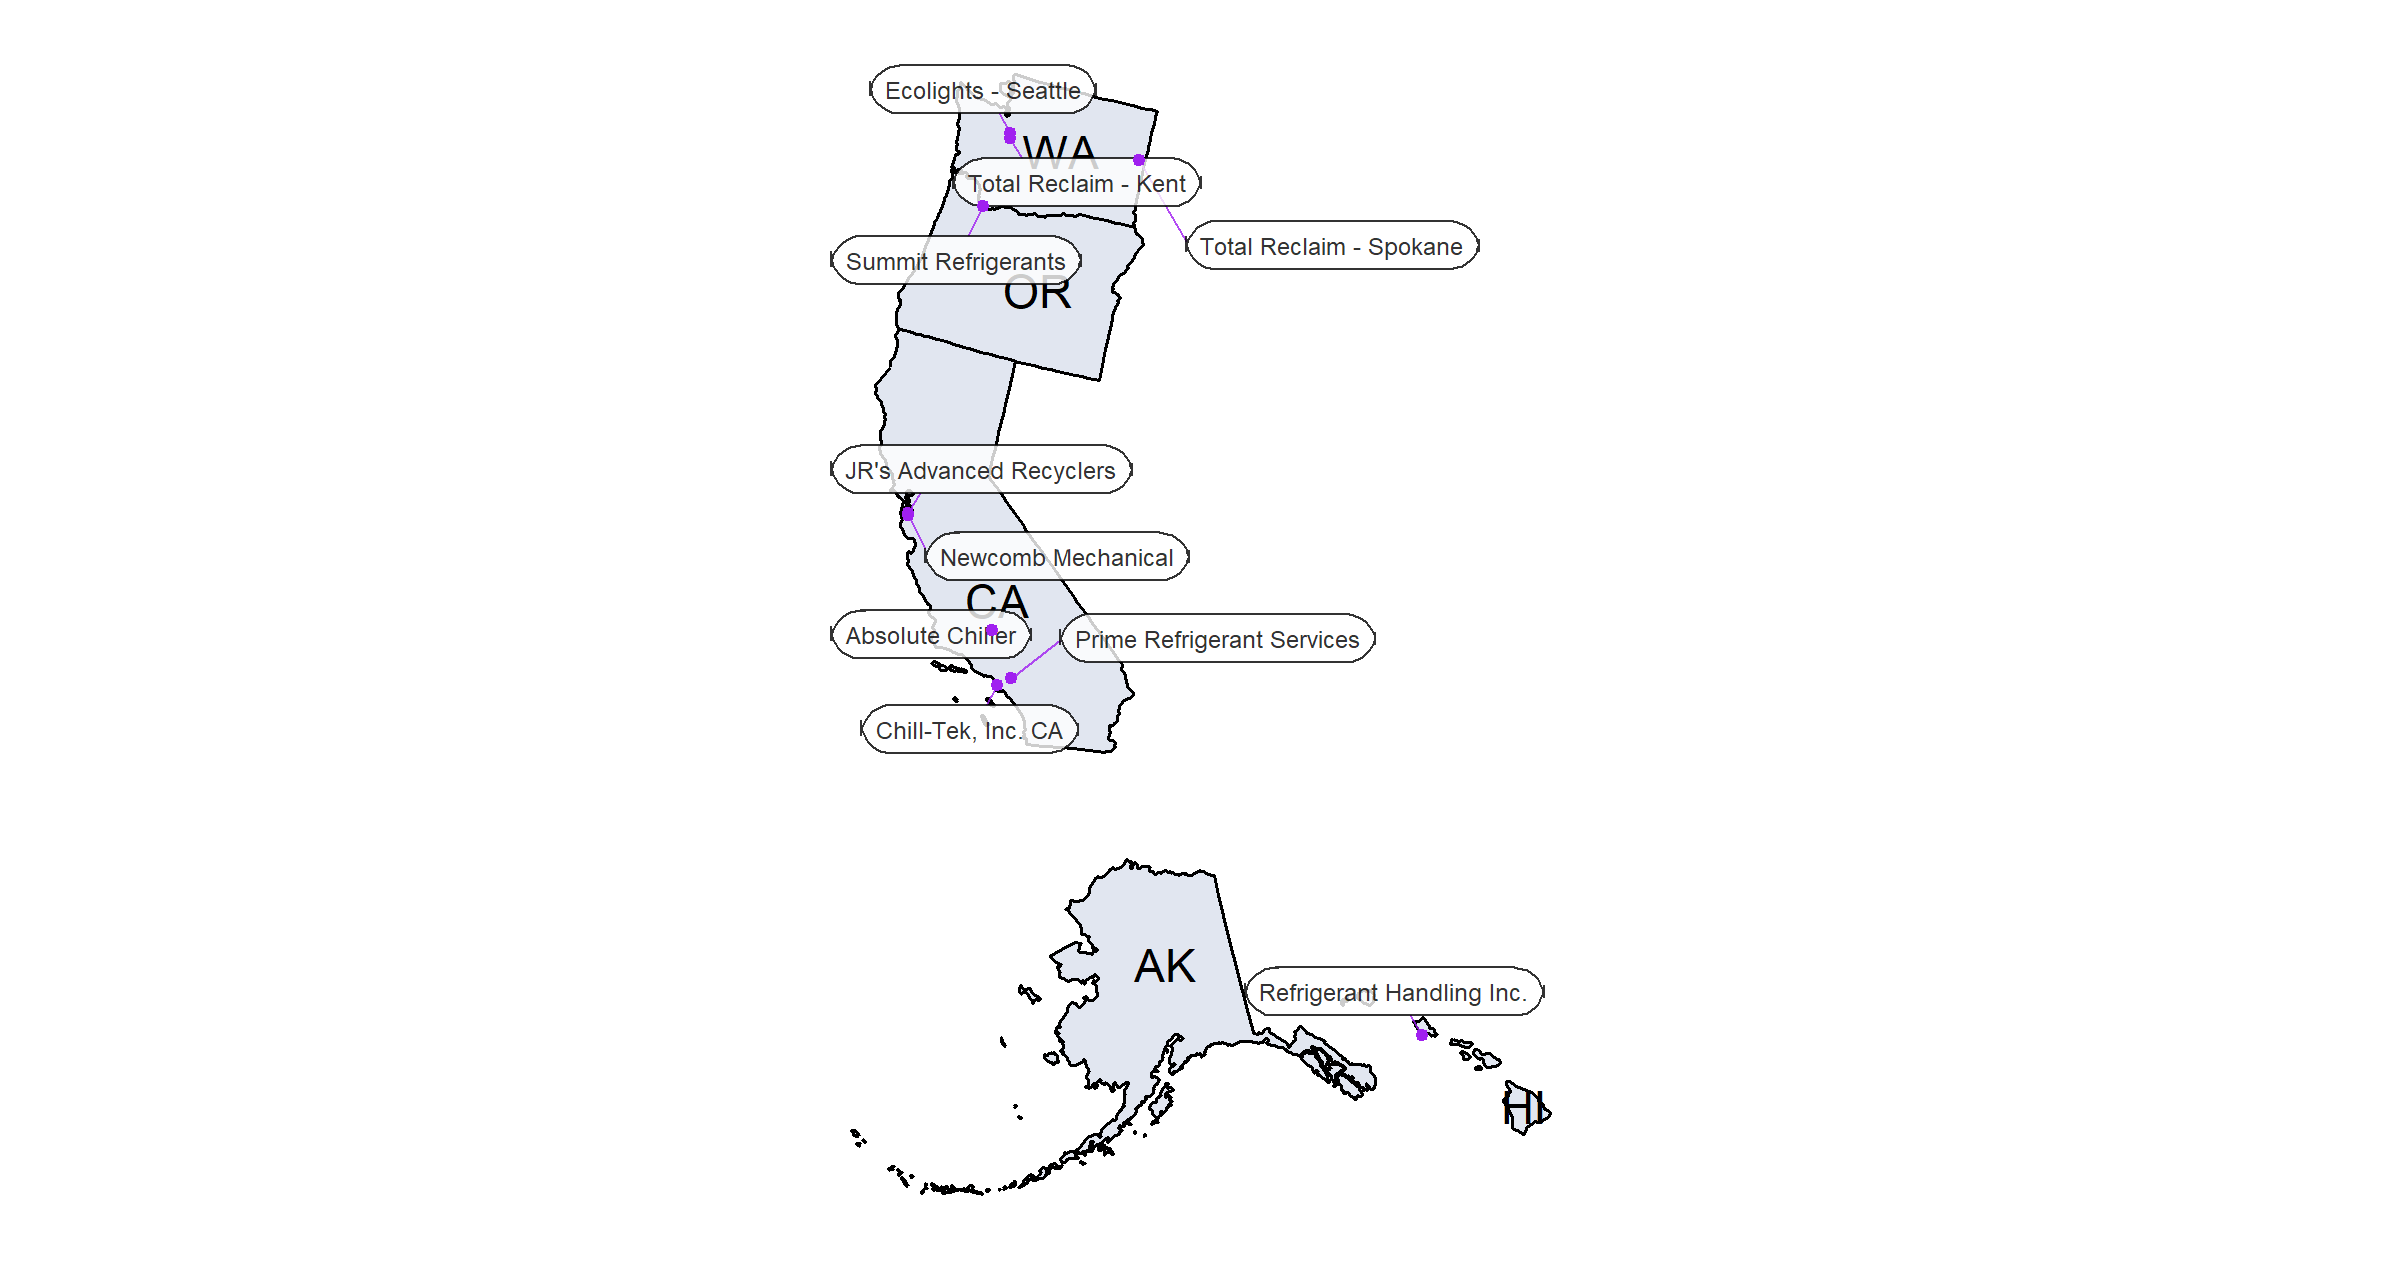 Ecolights - Seattle
WA
Total Reclaim - Kent
Total Reclaim - Spokane
Summit Refrigerants
OR
JR's Advanced Recyclers
Newcomb Mechanical
CA
Absolute Chiller
Prime Refrigerant Services
Chill-Tek, Inc. CA
AK
Refrigerant Handling Inc.
HI